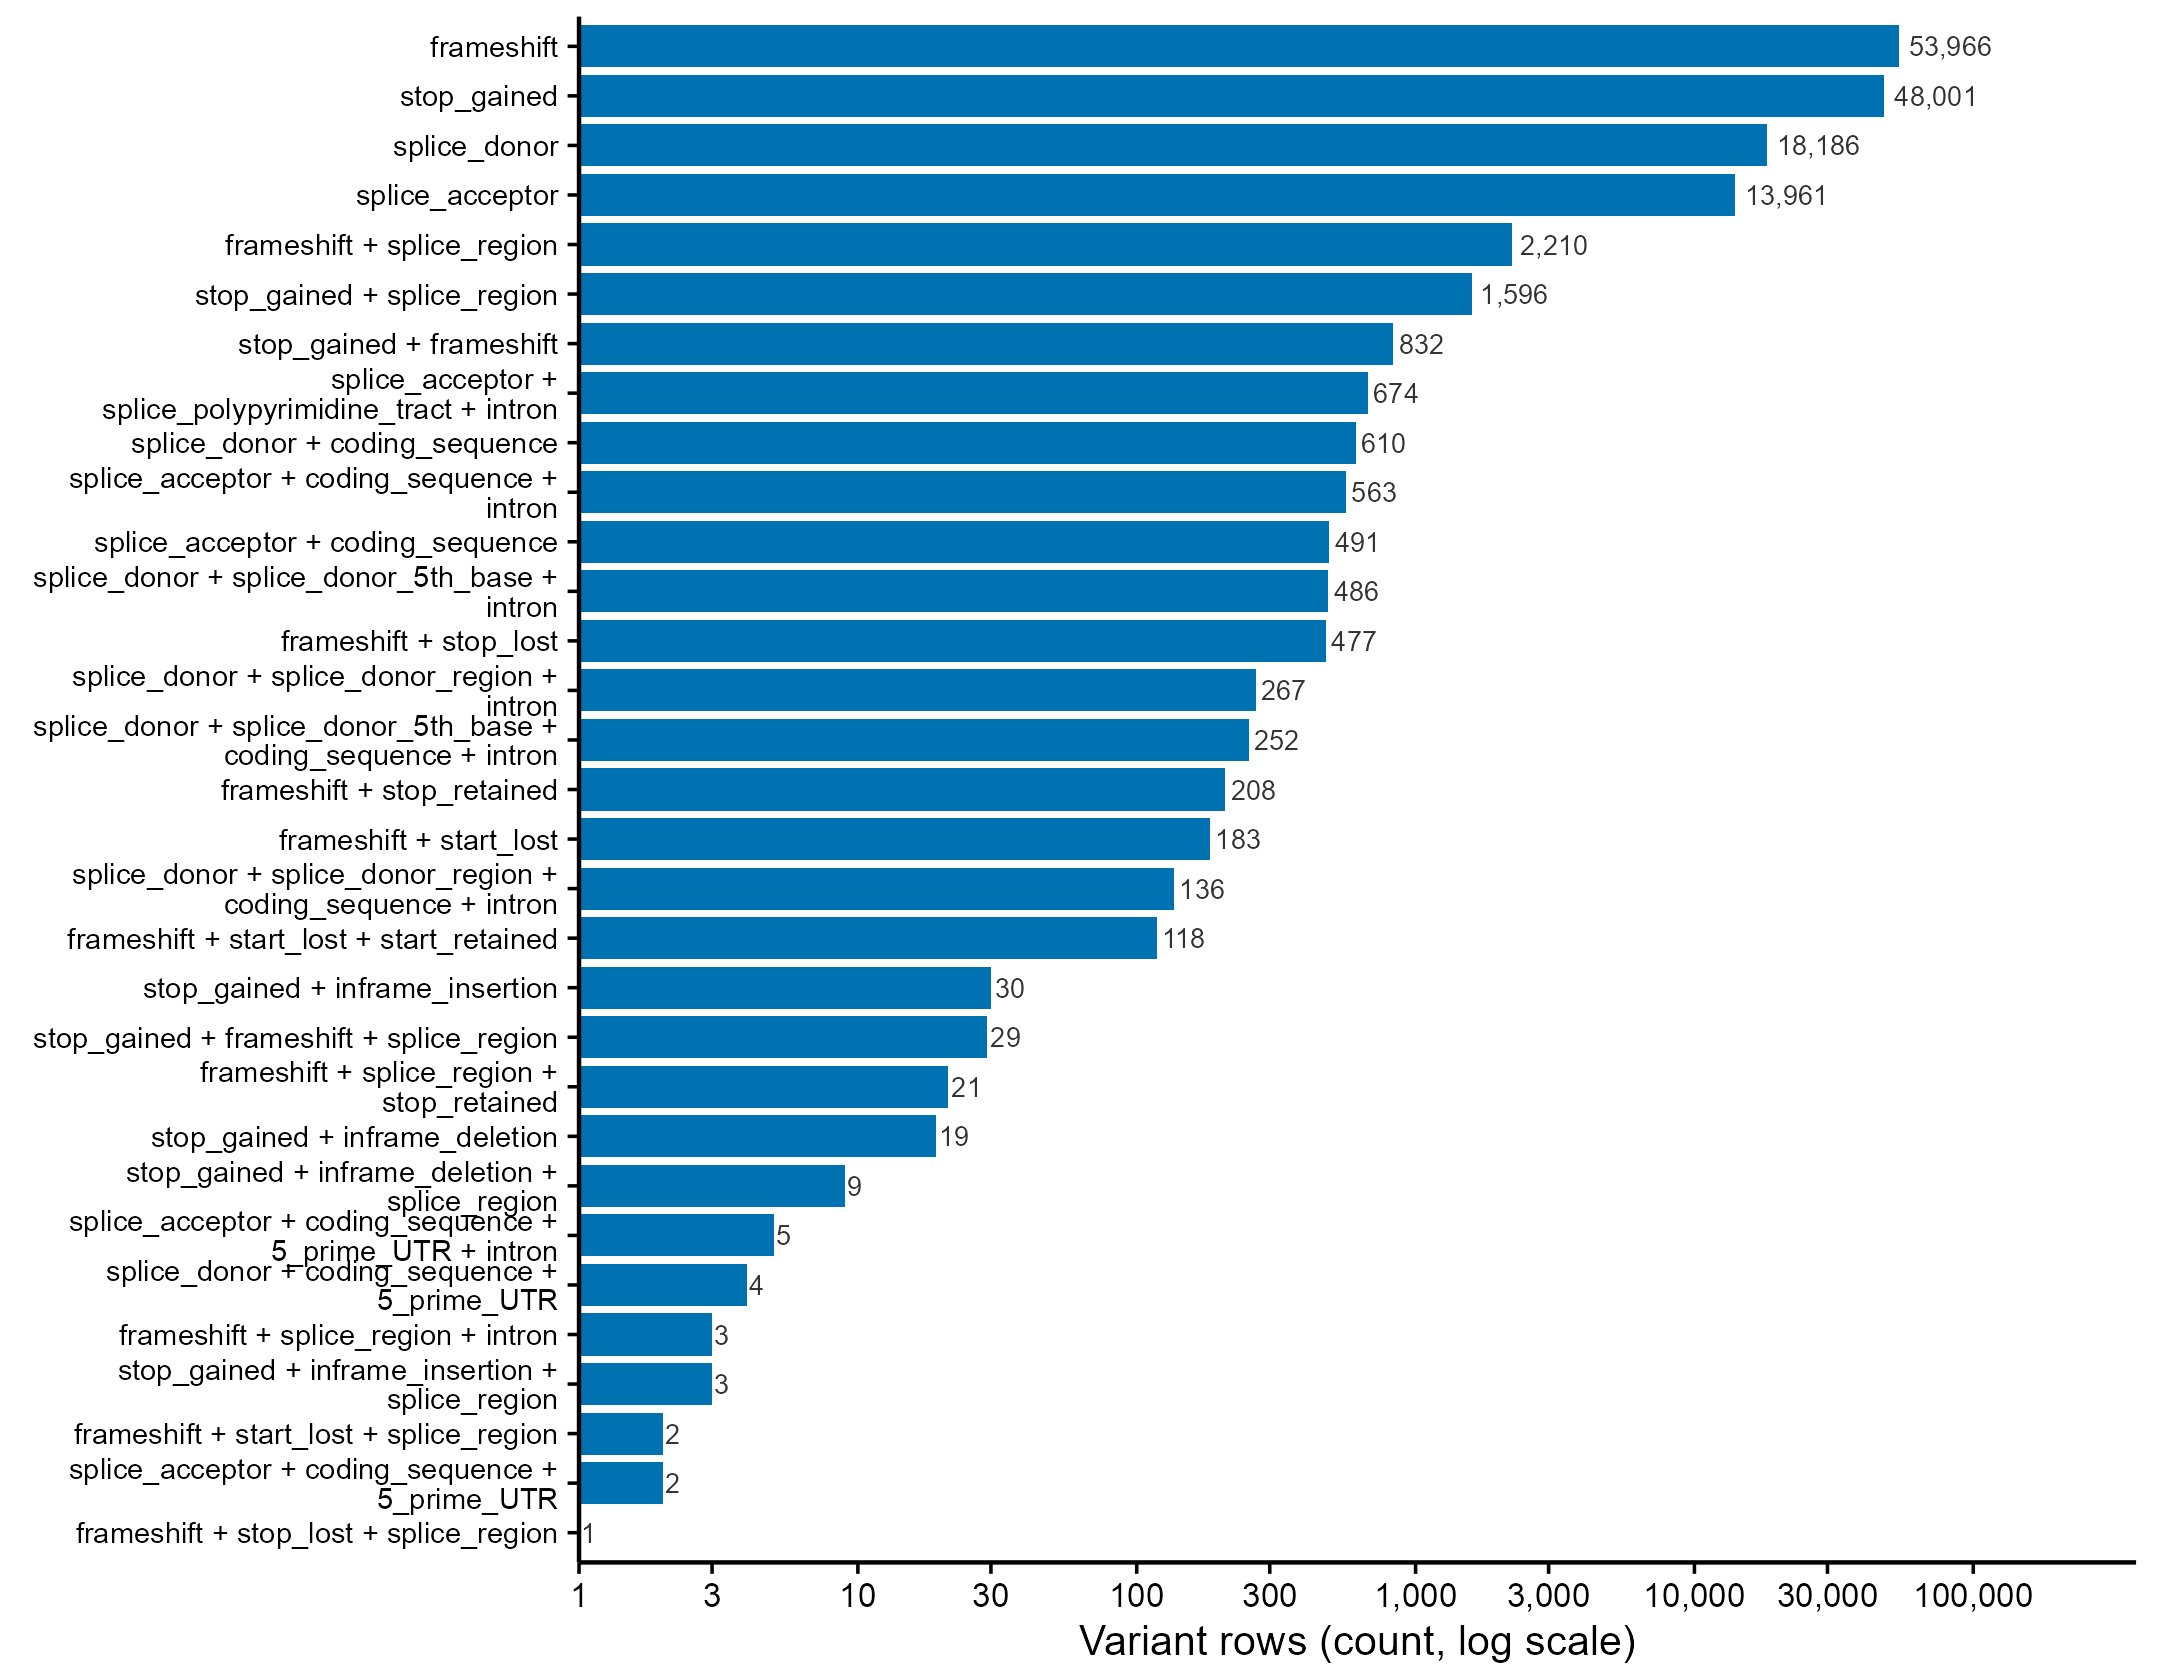 frameshift
53,966
stop_gained
48,001
splice_donor
18,186
splice_acceptor
13,961
frameshift + splice_region
2,210
stop_gained + splice_region
1,596
stop_gained + frameshift
832
splice_acceptor +
splice_polypyrimidine_tract + intron
674
splice_donor + coding_sequence
610
splice_acceptor + coding_sequence +
intron
563
splice_acceptor + coding_sequence
491
splice_donor + splice_donor_5th_base +
intron
486
frameshift + stop_lost
477
splice_donor + splice_donor_region +
intron
267
splice_donor + splice_donor_5th_base +
coding_sequence + intron
252
frameshift + stop_retained
208
frameshift + start_lost
183
splice_donor + splice_donor_region +
coding_sequence + intron
136
frameshift + start_lost + start_retained
118
stop_gained + inframe_insertion
30
stop_gained + frameshift + splice_region
29
frameshift + splice_region +
stop_retained
21
stop_gained + inframe_deletion
19
stop_gained + inframe_deletion +
splice_region
9
splice_acceptor + coding_sequence +
5_prime_UTR + intron
5
splice_donor + coding_sequence +
5_prime_UTR
4
frameshift + splice_region + intron
3
stop_gained + inframe_insertion +
splice_region
3
frameshift + start_lost + splice_region
2
splice_acceptor + coding_sequence +
5_prime_UTR
2
frameshift + stop_lost + splice_region
1
1 3 10 30 100 300 1,000 3,000 10,000 30,000 100,000
Variant rows (count, log scale)